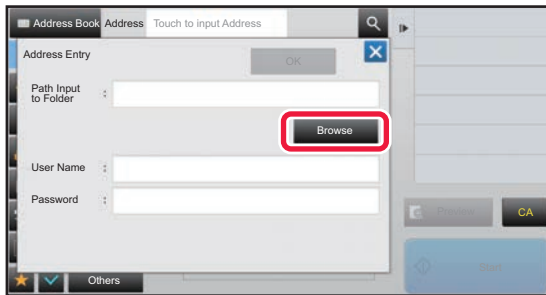 Address Book Address Touch to input Address
Address Entry OK
Path Input
to Folder :
Browse
User Name :
Password :
CA
Start
Others